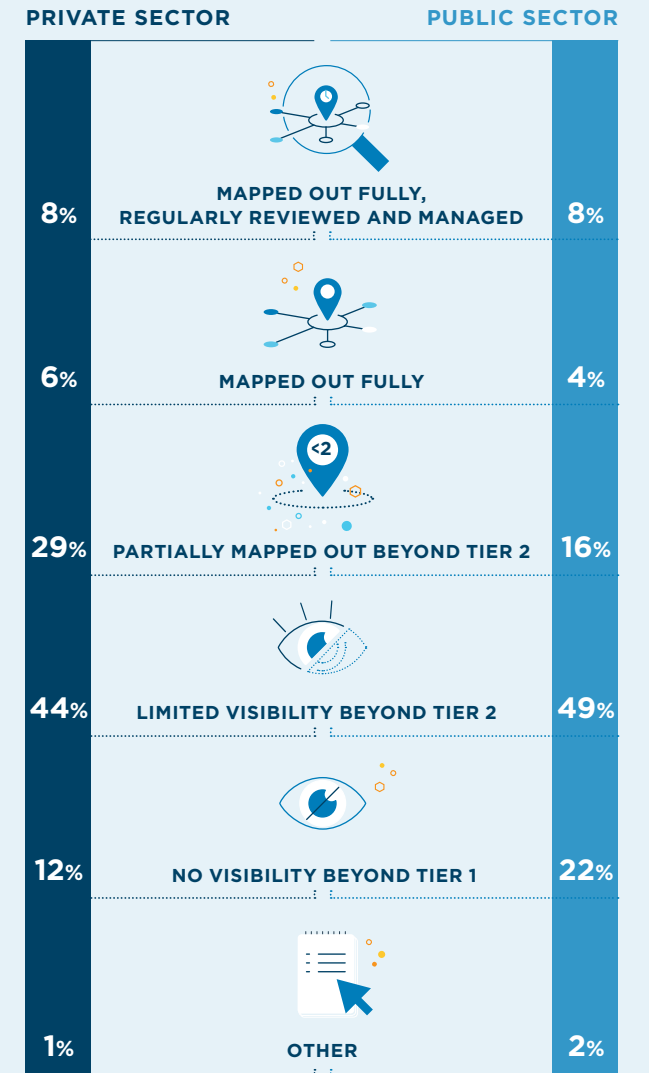 PRIVATE SECTOR PUBLIC SECTOR
8% MAPPED OUT FULLY,
REGULARLY REVIEWED AND MANAGED 8%
6% MAPPED OUT FULLY 4%
<2
29% PARTIALLY MAPPED OUT BEYOND TIER 2 16%
44% LIMITED VISIBILITY BEYOND TIER 2 49%
12% NO VISIBILITY BEYOND TIER 1 22%
1% OTHER 2%